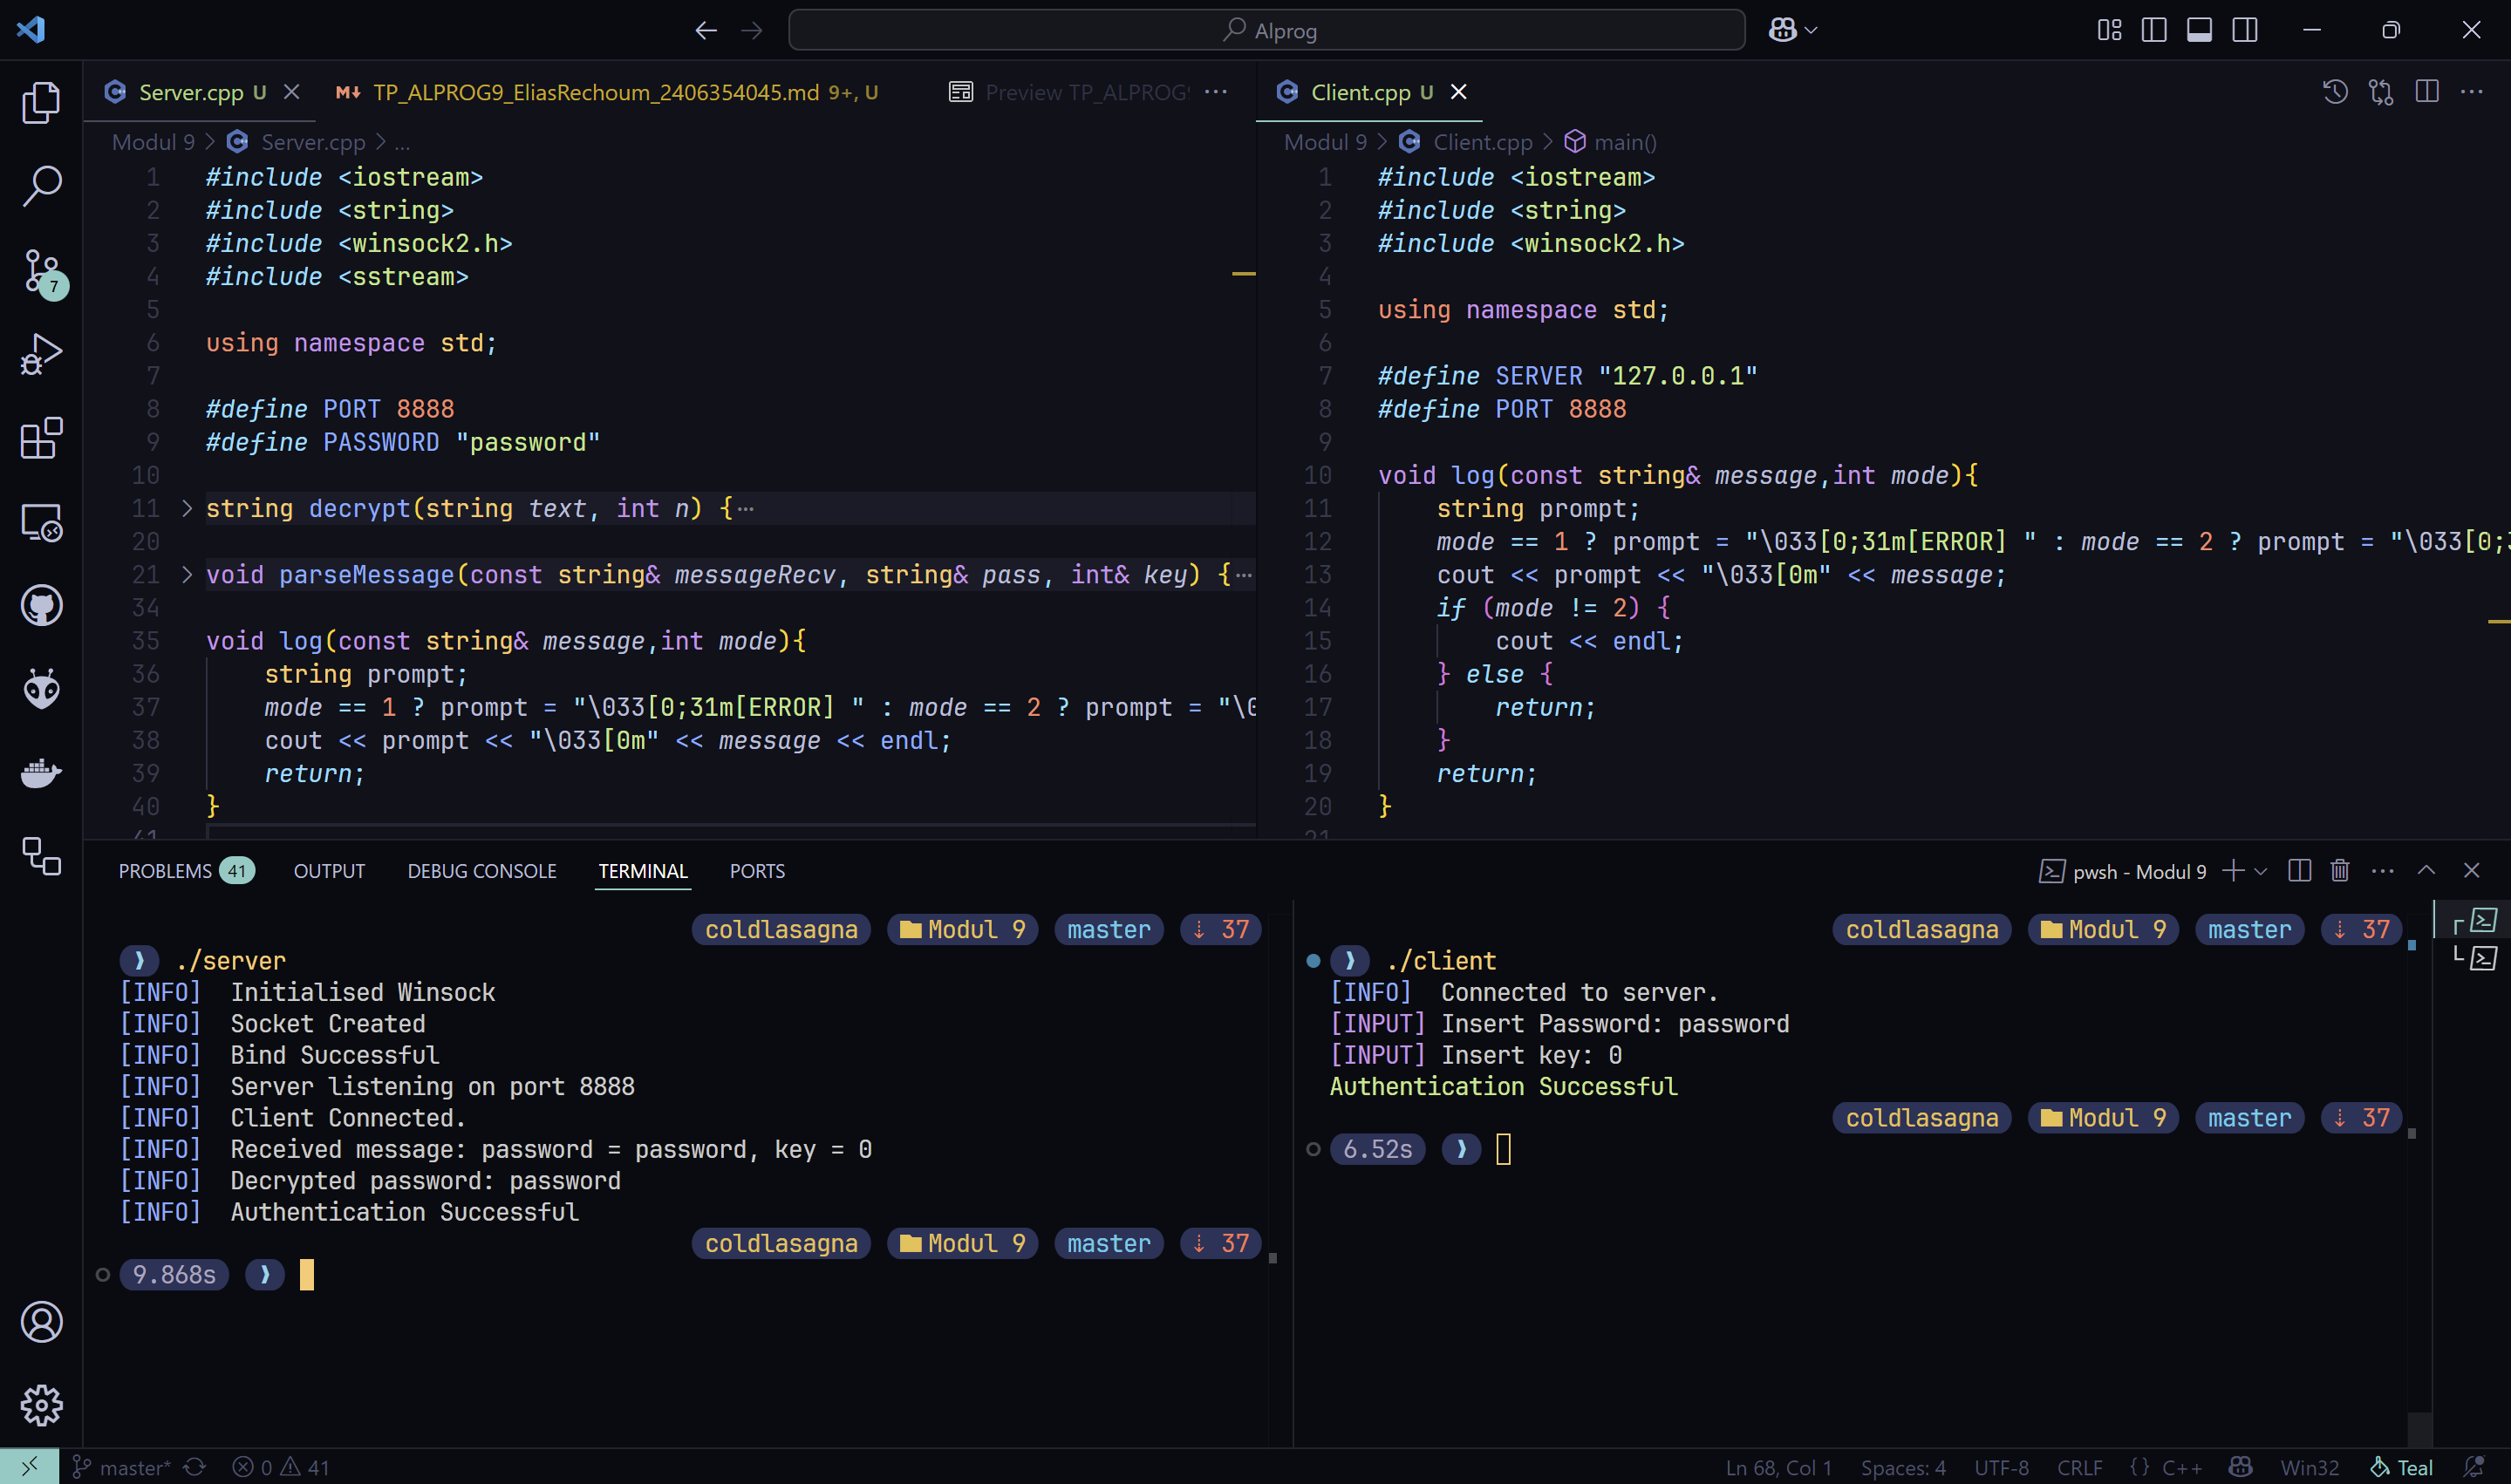 Alprog
Server.cpp U
TP_ALPROG9_EliasRechoum_2406354045.md 9+, U
Preview TP_ALPROG
Client.cpp U
Modul 9 > Server.cpp > ...
1 #include <iostream>
2 #include <string>
3 #include <winsock2.h>
4 #include <sstream>
5
6 using namespace std;
7
8 #define PORT 8888
9 #define PASSWORD "password"
10
11 string decrypt(string text, int n) {…
20
21 void parseMessage(const string& messageRecv, string& pass, int& key) {…
34
35 void log(const string& message,int mode){
36 string prompt;
37 mode == 1 ? prompt = "\033[0;31m[ERROR] " : mode == 2 ? prompt = "\0
38 cout << prompt << "\033[0m" << message << endl;
39 return;
40 }
41
Modul 9 > Client.cpp > main()
1 #include <iostream>
2 #include <string>
3 #include <winsock2.h>
4
5 using namespace std;
6
7 #define SERVER "127.0.0.1"
8 #define PORT 8888
9
10 void log(const string& message,int mode){
11 string prompt;
12 mode == 1 ? prompt = "\033[0;31m[ERROR] " : mode == 2 ? prompt = "\033[0;
13 cout << prompt << "\033[0m" << message;
14 if (mode != 2) {
15 cout << endl;
16 } else {
17 return;
18 }
19 return;
20 }
21
7
PROBLEMS 41 OUTPUT DEBUG CONSOLE TERMINAL PORTS
pwsh - Modul 9
coldlasagna Modul 9 master ⇣ 37
❱ ./server
[INFO] Initialised Winsock
[INFO] Socket Created
[INFO] Bind Successful
[INFO] Server listening on port 8888
[INFO] Client Connected.
[INFO] Received message: password = password, key = 0
[INFO] Decrypted password: password
[INFO] Authentication Successful
coldlasagna Modul 9 master ⇣ 37
9.868s ❱
coldlasagna Modul 9 master ⇣ 37
❱ ./client
[INFO] Connected to server.
[INPUT] Insert Password: password
[INPUT] Insert key: 0
Authentication Successful
coldlasagna Modul 9 master ⇣ 37
6.52s ❱
master* 0 41
Ln 68, Col 1 Spaces: 4 UTF-8 CRLF {} C++ Win32 Teal